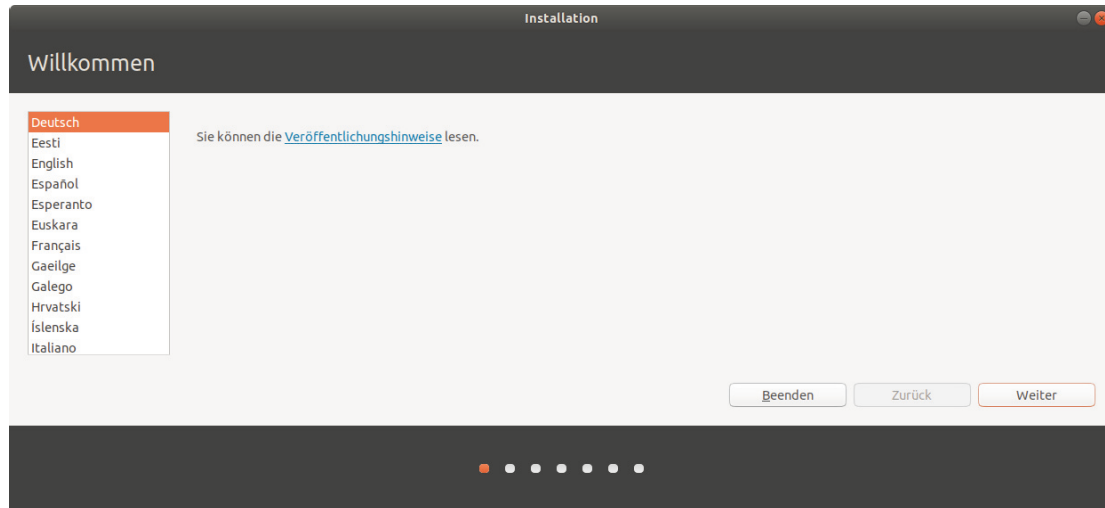 Installation
Willkommen
Deutsch
Eesti
English
Español
Esperanto
Euskara
Français
Gaeilge
Galego
Hrvatski
Íslenska
Italiano
Sie können die Veröffentlichungshinweise lesen.
Beenden
Zurück
Weiter